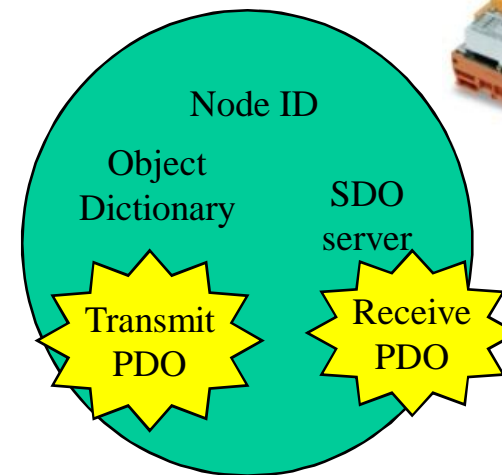 Node ID
Object
Dictionary
SDO
server
Transmit
PDO
Receive
PDO